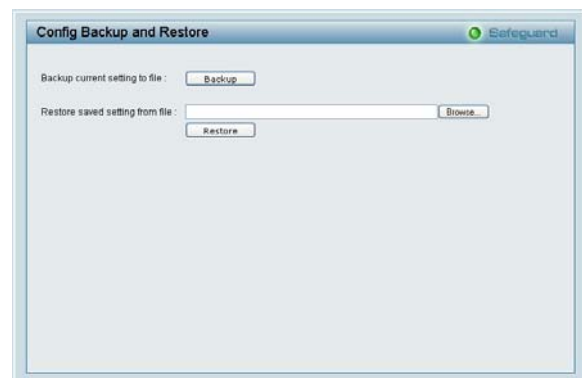 Config Backup and Restore
Safeguard
Backup current setting to file :
Backup
Restore saved setting from file :
Browse...
Restore